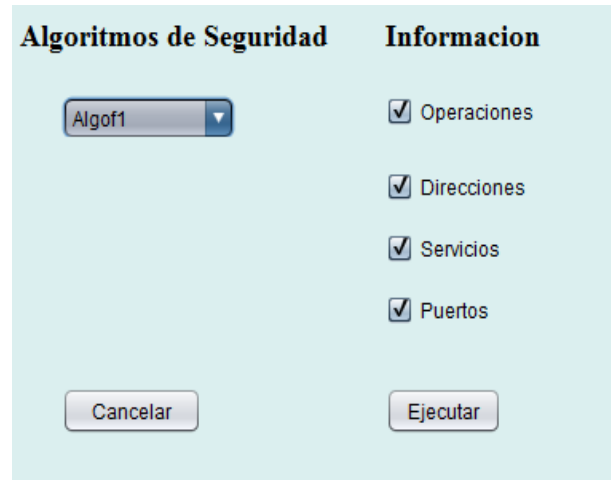 Algoritmos de Seguridad Informacion
Algof1 Operaciones
Direcciones
Servicios
Puertos
Cancelar Ejecutar